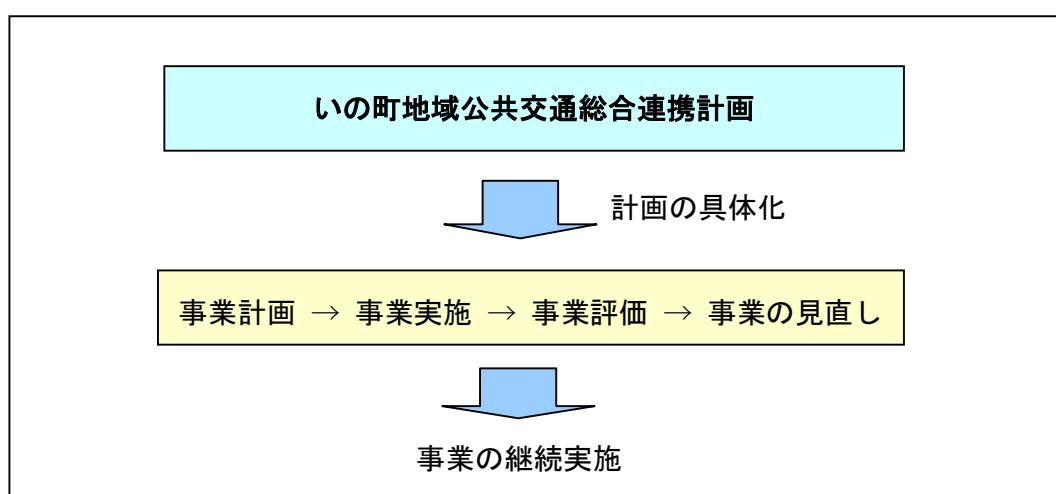 いの町地域公共交通総合連携計画
計画の具体化
事業計画 → 事業実施 → 事業評価 → 事業の見直し
事業の継続実施